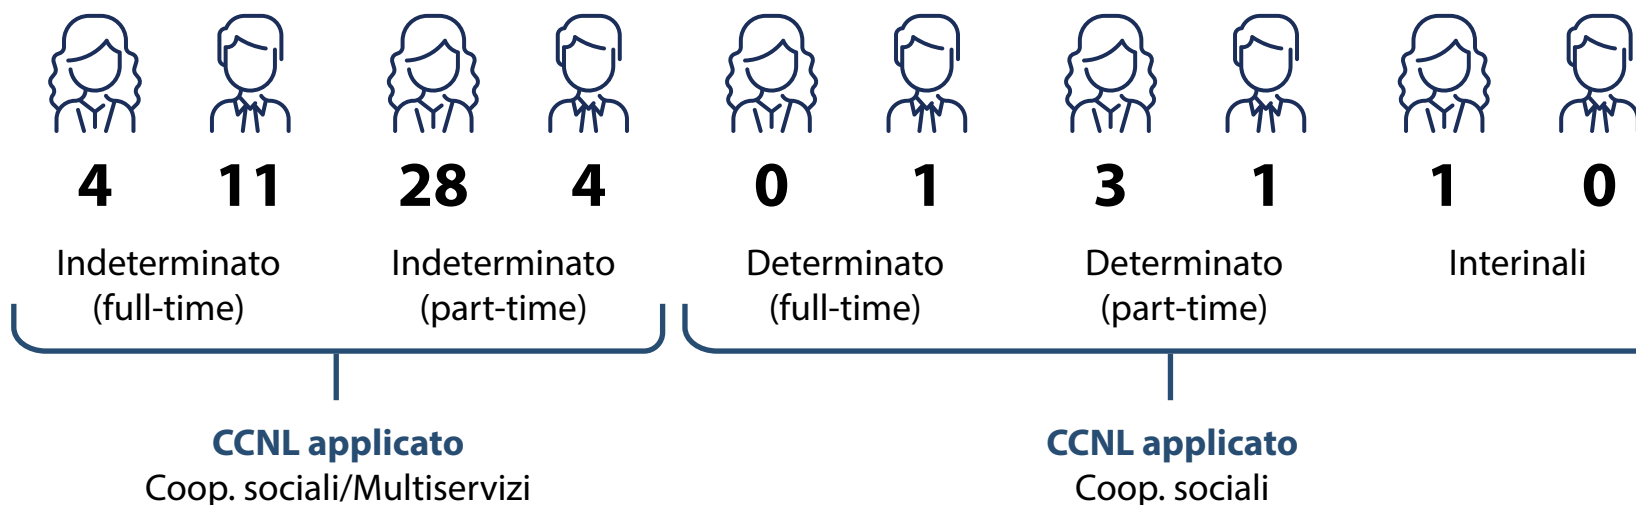 4 11 28 4 0 1 3 1 1 0
Indeterminato Indeterminato Determinato Determinato Interinali
(full-time) (part-time) (full-time) (part-time)
CCNL applicato CCNL applicato
Coop. sociali/Multiservizi Coop. sociali